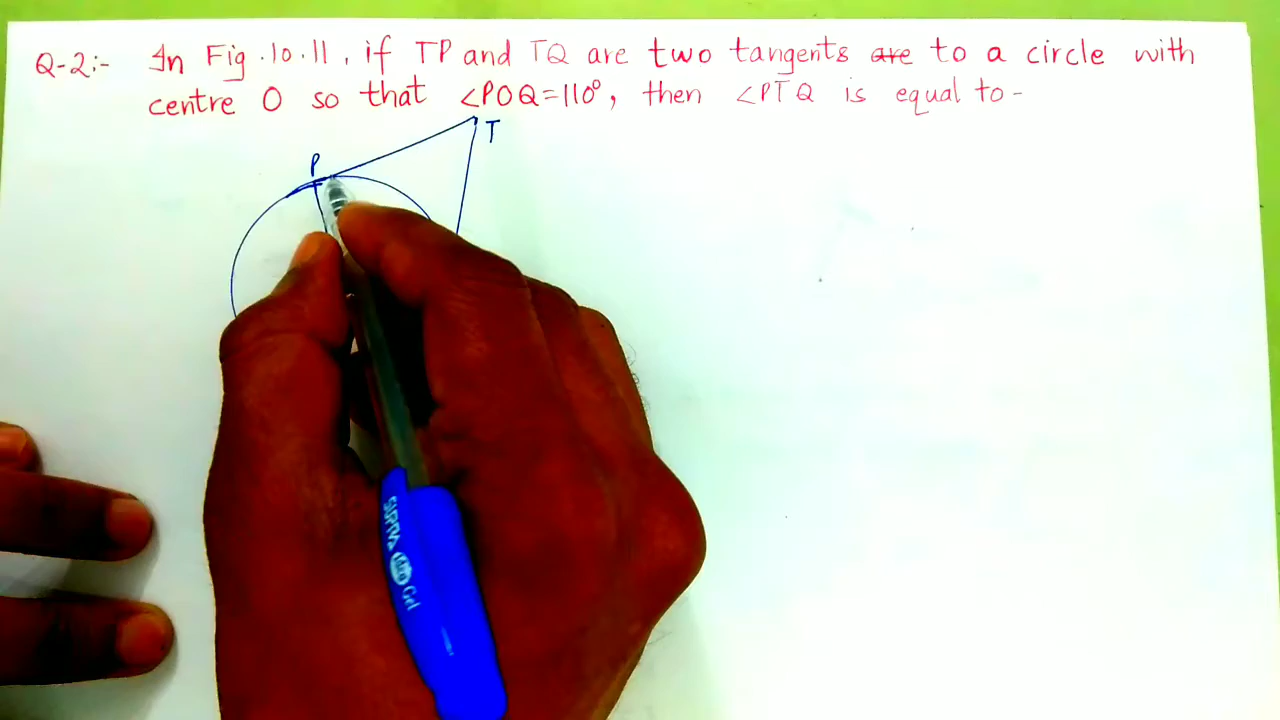 Q-2:- In Fig.10.11, if TP and TQ are two tangents are to a circle with
centre O so that ∠POQ=110°, then ∠PTQ is equal to -
T
P
Gel